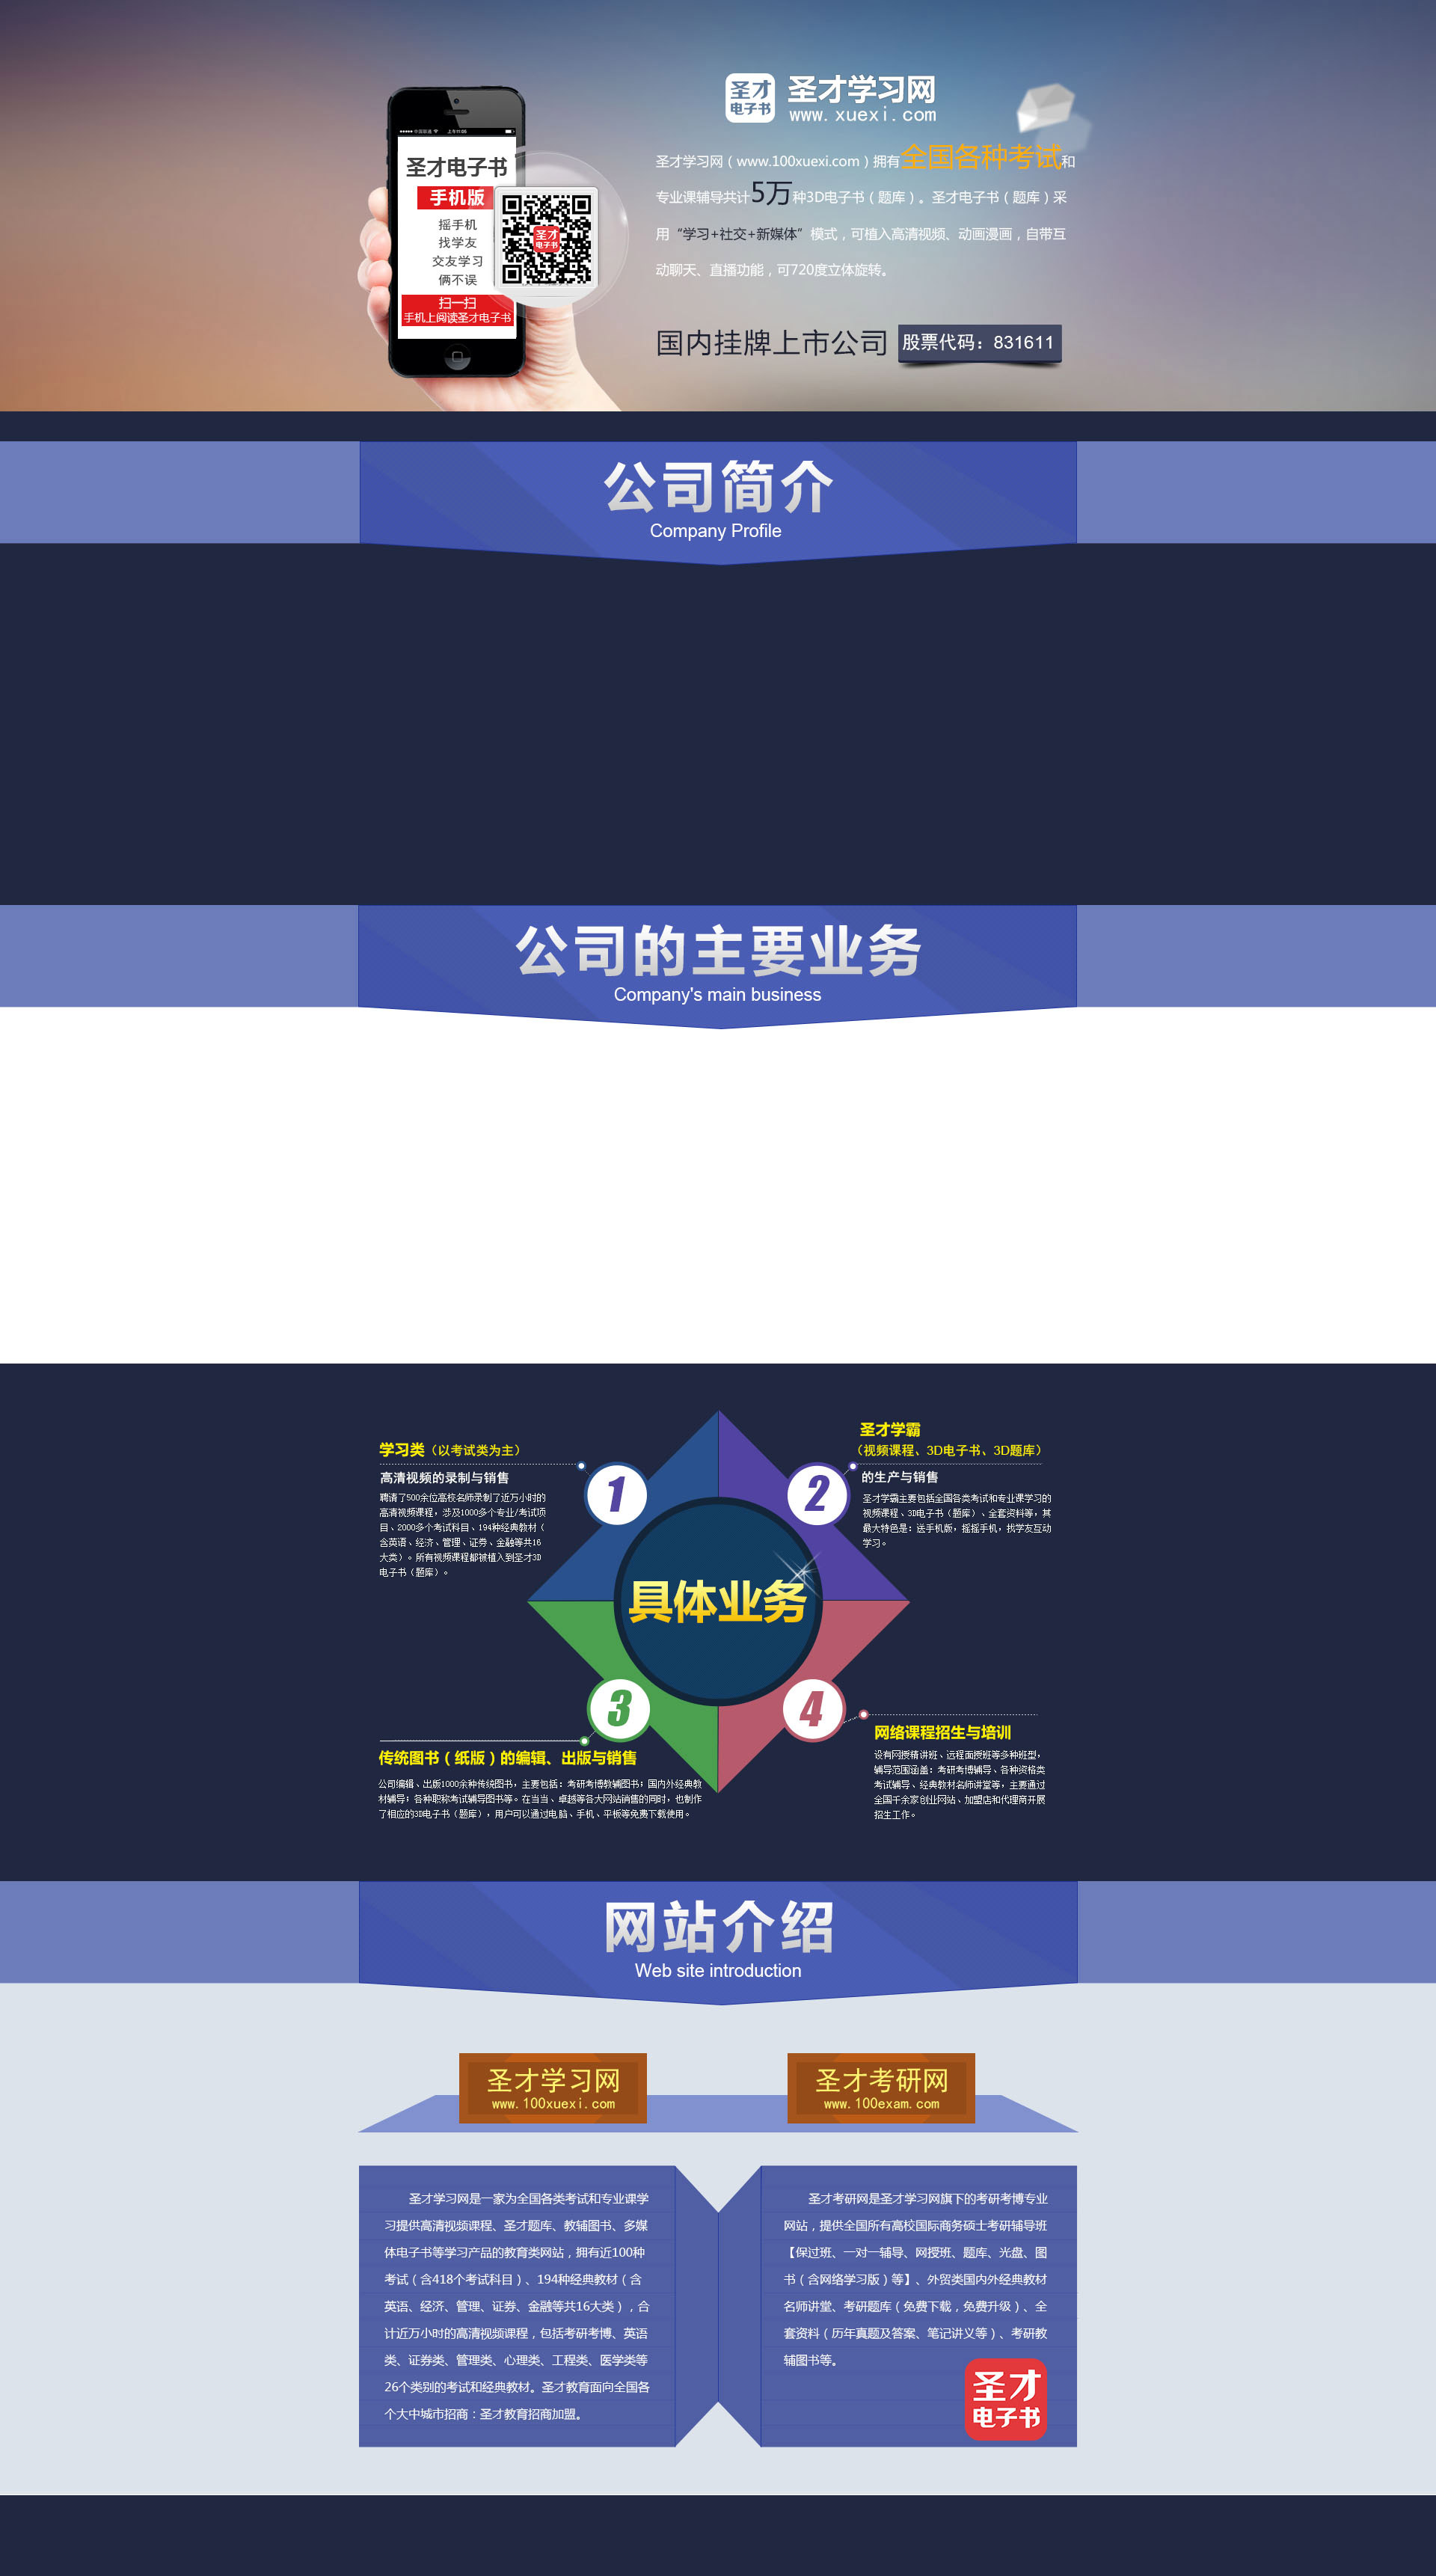 圣才
电子书
圣才学习网
www.xuexi.com
圣才学习网（www.100xuexi.com）拥有全国各种考试和
专业课辅导共计5万种3D电子书（题库）。圣才电子书（题库）采
用“学习+社交+新媒体”模式，可植入高清视频、动画漫画，自带互
动聊天、直播功能，可720度立体旋转。
国内挂牌上市公司 股票代码：831611
中国联通 上午11:08
圣才电子书
手机版
摇手机
找学友
交友学习
俩不误
扫一扫
手机上阅读圣才电子书
圣才
电子书
公司简介
Company Profile
公司的主要业务
Company's main business
学习类（以考试类为主）
高清视频的录制与销售
聘请了500余位高校名师录制了近万小时的
高清视频课程，涉及1000多个专业/考试项
目、2000多个考试科目、194种经典教材（
含英语、经济、管理、证券、金融等共16
大类）。所有视频课程都被植入到圣才3D
电子书（题库）。
1
圣才学霸
（视频课程、3D电子书、3D题库）
的生产与销售
圣才学霸主要包括全国各类考试和专业课学习的
视频课程、3D电子书（题库）、全套资料等，其
最大特色是：送手机版，摇摇手机，找学友互动
学习。
2
具体业务
3
传统图书（纸版）的编辑、出版与销售
公司编辑、出版1000余种传统图书，主要包括：考研考博教辅图书；国内外经典教
材辅导；各种职称考试辅导图书等。在当当、卓越等各大网站销售的同时，也制作
了相应的3D电子书（题库），用户可以通过电脑、手机、平板等免费下载使用。
4
网络课程招生与培训
设有网授精讲班、远程面授班等多种班型，
辅导范围涵盖：考研考博辅导、各种资格类
考试辅导、经典教材名师讲堂等，主要通过
全国千余家创业网站、加盟店和代理商开展
招生工作。
网站介绍
Web site introduction
圣才学习网
www.100xuexi.com
圣才考研网
www.100exam.com
圣才学习网是一家为全国各类考试和专业课学
习提供高清视频课程、圣才题库、教辅图书、多媒
体电子书等学习产品的教育类网站，拥有近100种
考试（含418个考试科目）、194种经典教材（含
英语、经济、管理、证券、金融等共16大类），合
计近万小时的高清视频课程，包括考研考博、英语
类、证券类、管理类、心理类、工程类、医学类等
26个类别的考试和经典教材。圣才教育面向全国各
个大中城市招商：圣才教育招商加盟。
圣才考研网是圣才学习网旗下的考研考博专业
网站，提供全国所有高校国际商务硕士考研辅导班
【保过班、一对一辅导、网授班、题库、光盘、图
书（含网络学习版）等】、外贸类国内外经典教材
名师讲堂、考研题库（免费下载，免费升级）、全
套资料（历年真题及答案、笔记讲义等）、考研教
辅图书等。
圣才
电子书